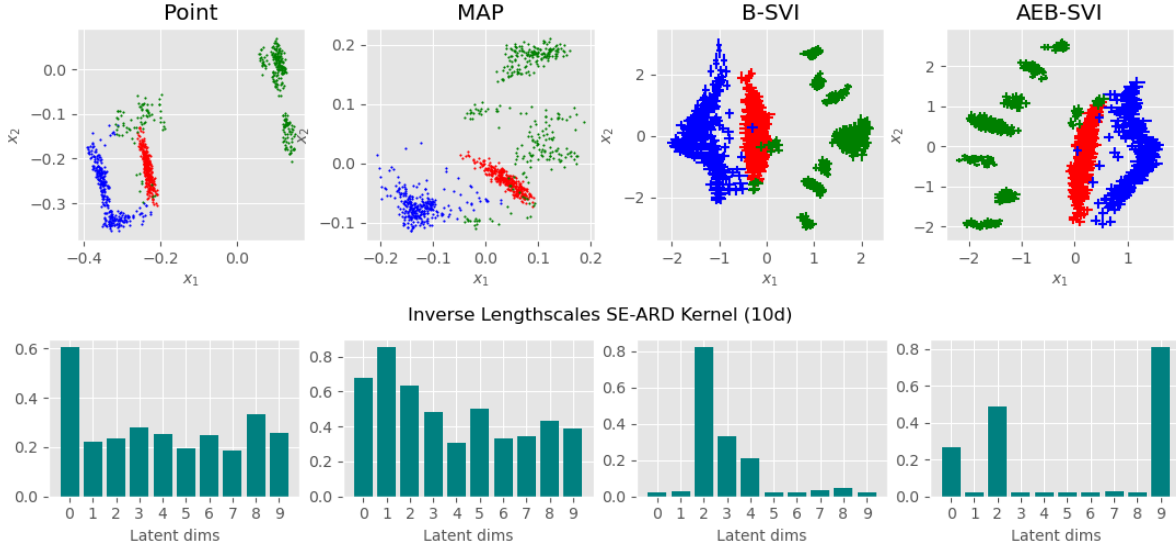 Point MAP B-SVI AEB-SVI
x₂ 0.0 −0.1 −0.2 −0.3
−0.4 −0.2 0.0
x₁
x₂ 0.2 0.1 0.0 −0.1
−0.2 −0.1 0.0 0.1 0.2
x₁
x₂ 2 0 −2
−2 −1 0 1 2
x₁
x₂ 2 1 0 −1 −2
−2 −1 0 1
x₁
Inverse Lengthscales SE-ARD Kernel (10d)
0.6 0.4 0.2 0.0
0 1 2 3 4 5 6 7 8 9
Latent dims
0.8 0.6 0.4 0.2 0.0
0 1 2 3 4 5 6 7 8 9
Latent dims
0.8 0.6 0.4 0.2 0.0
0 1 2 3 4 5 6 7 8 9
Latent dims
0.8 0.6 0.4 0.2 0.0
0 1 2 3 4 5 6 7 8 9
Latent dims